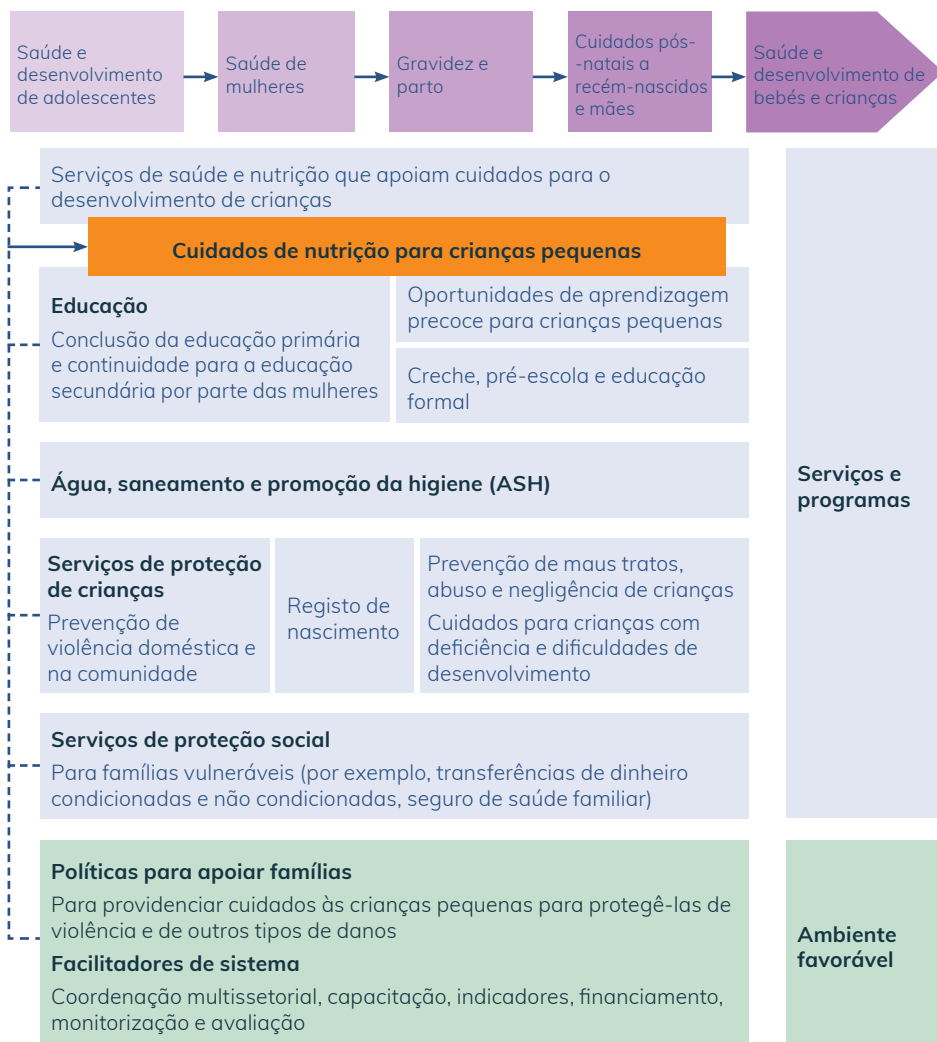 Saúde e
desenvolvimento
de adolescentes
Saúde de
mulheres
Gravidez e
parto
Cuidados pós-
-natais a
recém-nascidos
e mães
Saúde e
desenvolvimento de
bebés e crianças
Serviços de saúde e nutrição que apoiam cuidados para o
desenvolvimento de crianças
Cuidados de nutrição para crianças pequenas
Educação
Conclusão da educação primária
e continuidade para a educação
secundária por parte das mulheres
Oportunidades de aprendizagem
precoce para crianças pequenas
Creche, pré-escola e educação
formal
Água, saneamento e promoção da higiene (ASH)
Serviços de proteção
de crianças
Prevenção de
violência doméstica e
na comunidade
Registo de
nascimento
Prevenção de maus tratos,
abuso e negligência de crianças
Cuidados para crianças com
deficiência e dificuldades de
desenvolvimento
Serviços de proteção social
Para famílias vulneráveis (por exemplo, transferências de dinheiro
condicionadas e não condicionadas, seguro de saúde familiar)
Serviços e
programas
Políticas para apoiar famílias
Para providenciar cuidados às crianças pequenas para protegê-las de
violência e de outros tipos de danos
Facilitadores de sistema
Coordenação multissetorial, capacitação, indicadores, financiamento,
monitorização e avaliação
Ambiente
favorável